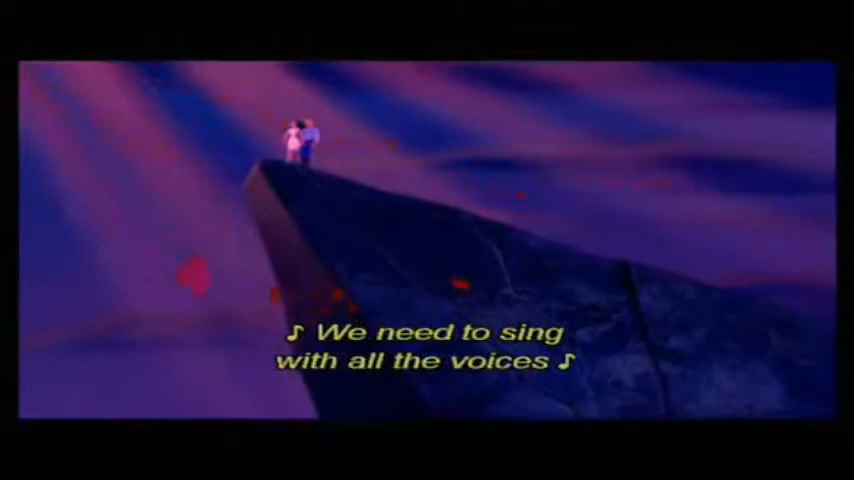 ♪ We need to sing
with all the voices ♪